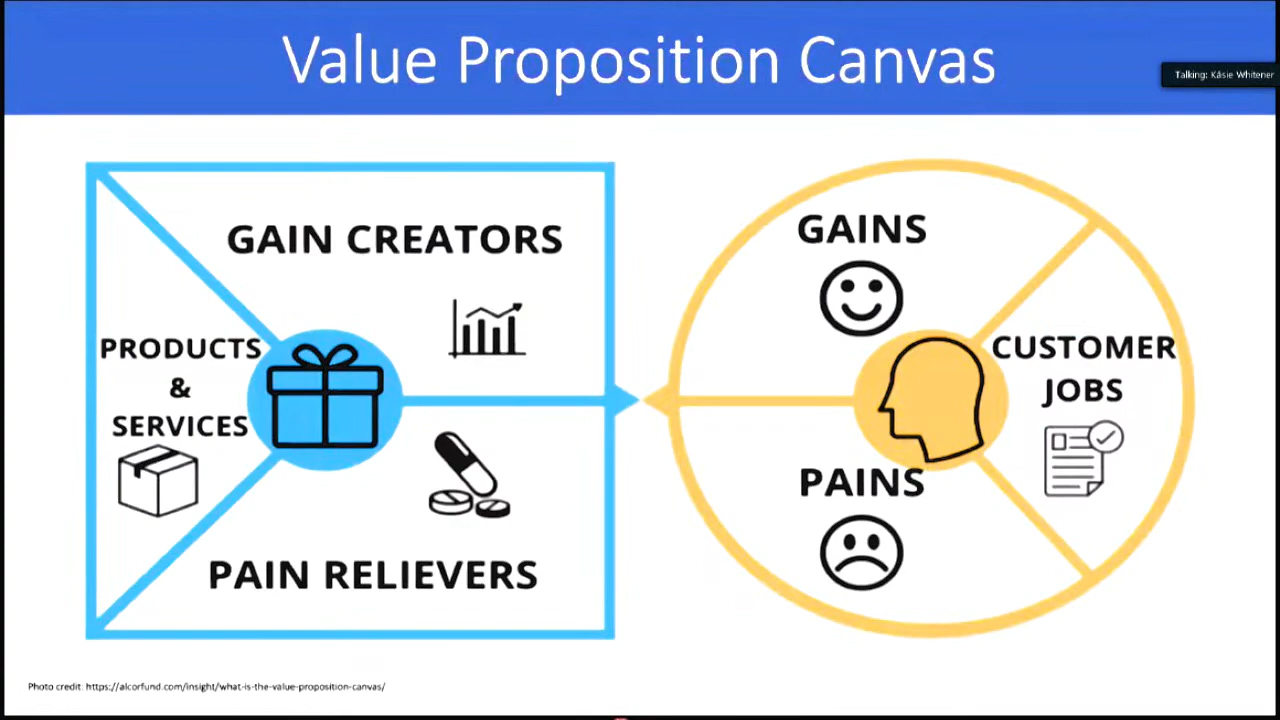 Value Proposition Canvas
Talking: Käsie Whitener
GAIN CREATORS
PRODUCTS
&
SERVICES
PAIN RELIEVERS
GAINS
CUSTOMER
JOBS
PAINS
Photo credit: https://alcorfund.com/insight/what-is-the-value-proposition-canvas/